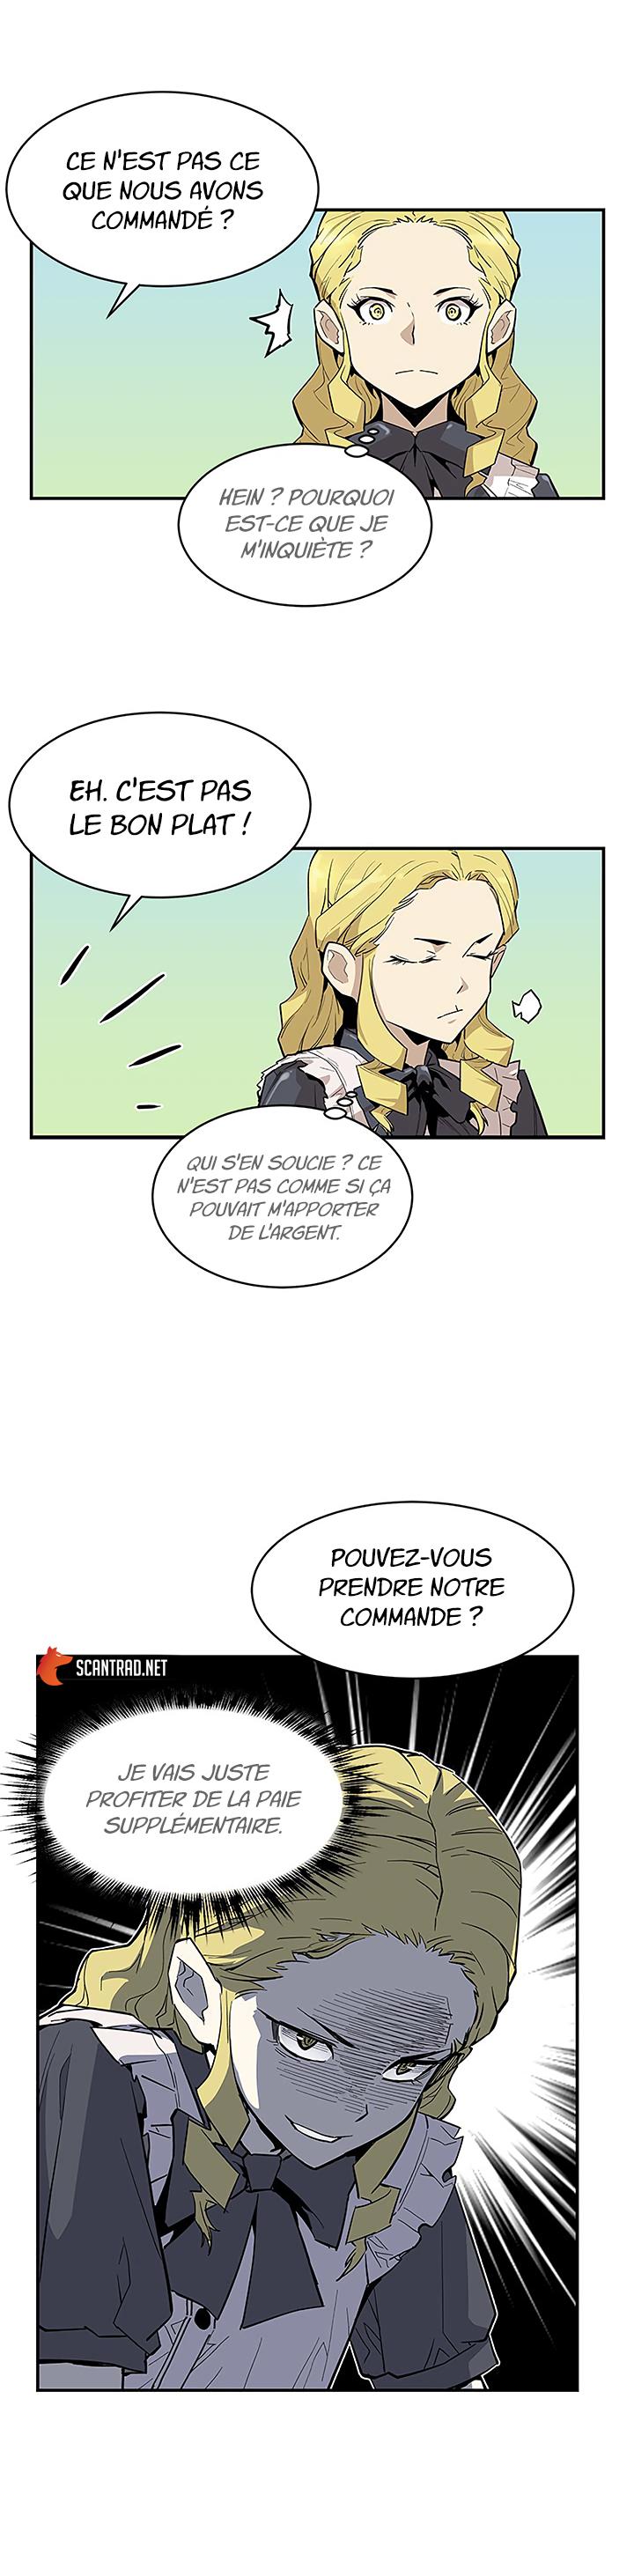 CE N'EST PAS CE
QUE NOUS AVONS
COMMANDÉ ?
HEIN ? POURQUOI
EST-CE QUE JE
M'INQUIÈTE ?
EH. C'EST PAS
LE BON PLAT !
QUI S'EN SOUCIE ? CE
N'EST PAS COMME SI ÇA
POUVAIT M'APPORTER
DE L'ARGENT.
POUVEZ-VOUS
PRENDRE NOTRE
COMMANDE ?
SCANTRAD.NET
JE VAIS JUSTE
PROFITER DE LA PAIE
SUPPLÉMENTAIRE.